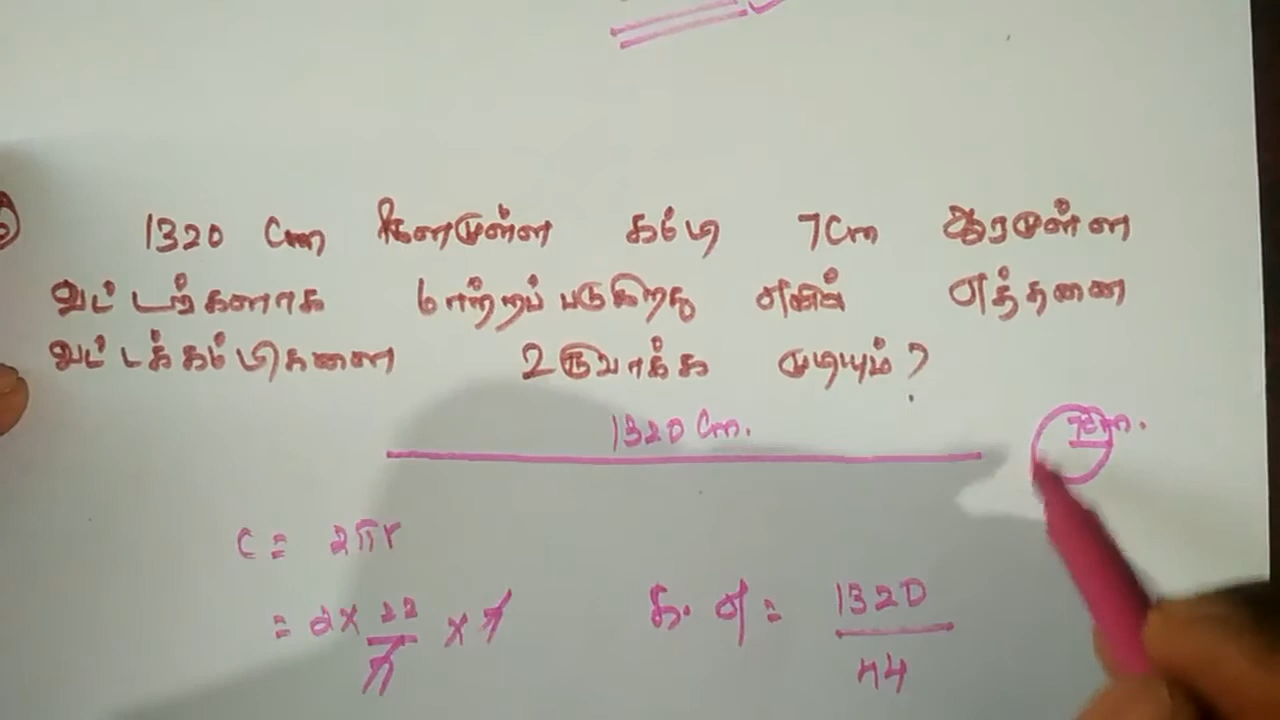 1320 Cm நீளமுள்ள கம்பி 7Cm ஆரமுள்ள
வட்டங்களாக மாற்றப் படுகிறது எனில் எத்தனை
வட்டக்கம்பிகளை உருவாக்க முடியும்?
1320 Cm.
7cm.
C = 2πr
= 2 × 22/7 × 7
க. எ = 1320/44